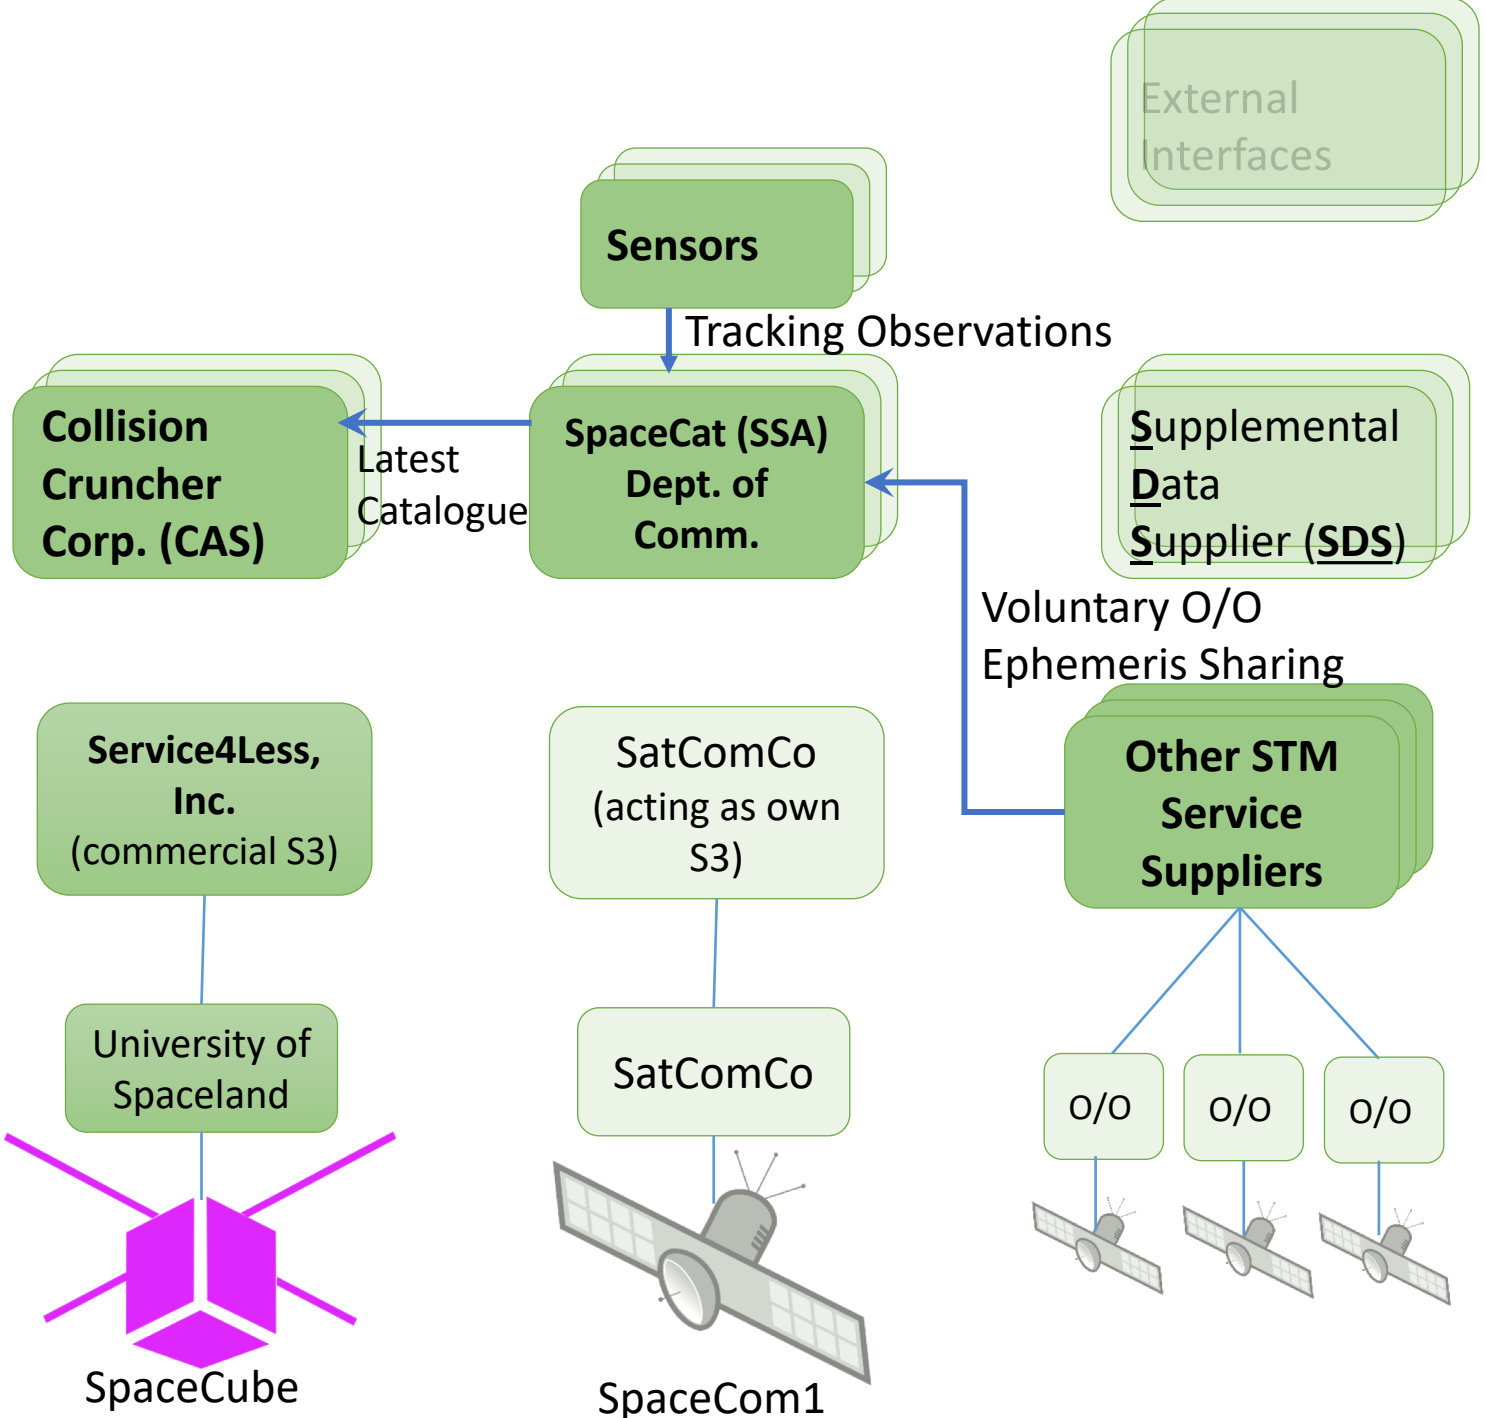 External
Interfaces
Sensors
Tracking Observations
Collision
Cruncher
Corp. (CAS)
Latest
Catalogue
SpaceCat (SSA)
Dept. of
Comm.
Supplemental
Data
Supplier (SDS)
Voluntary O/O
Ephemeris Sharing
Service4Less,
Inc.
(commercial S3)
SatComCo
(acting as own
S3)
Other STM
Service
Suppliers
University of
Spaceland
SatComCo
O/O
O/O
O/O
SpaceCube
SpaceCom1